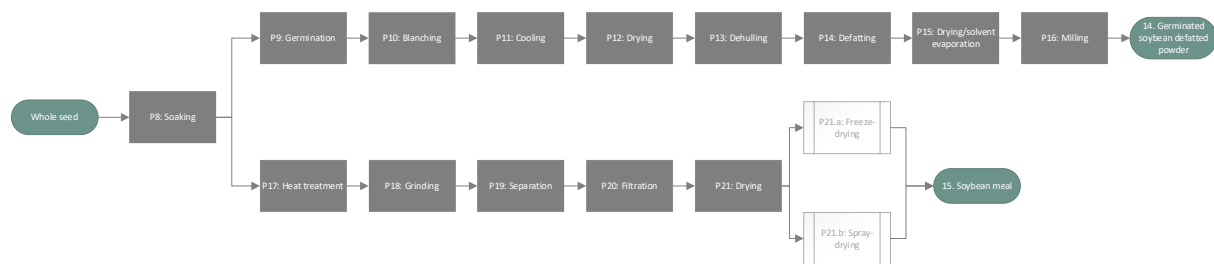 P9: Germination
P10: Blanching
P11: Cooling
P12: Drying
P13: Dehulling
P14: Defatting
P15: Drying/solvent
evaporation
P16: Milling
14. Germinated
soybean defatted
powder
Whole seed
P8: Soaking
P21.a: Freeze-
drying
P17: Heat treatment
P18: Grinding
P19: Separation
P20: Filtration
P21: Drying
15. Soybean meal
P21.b: Spray-
drying